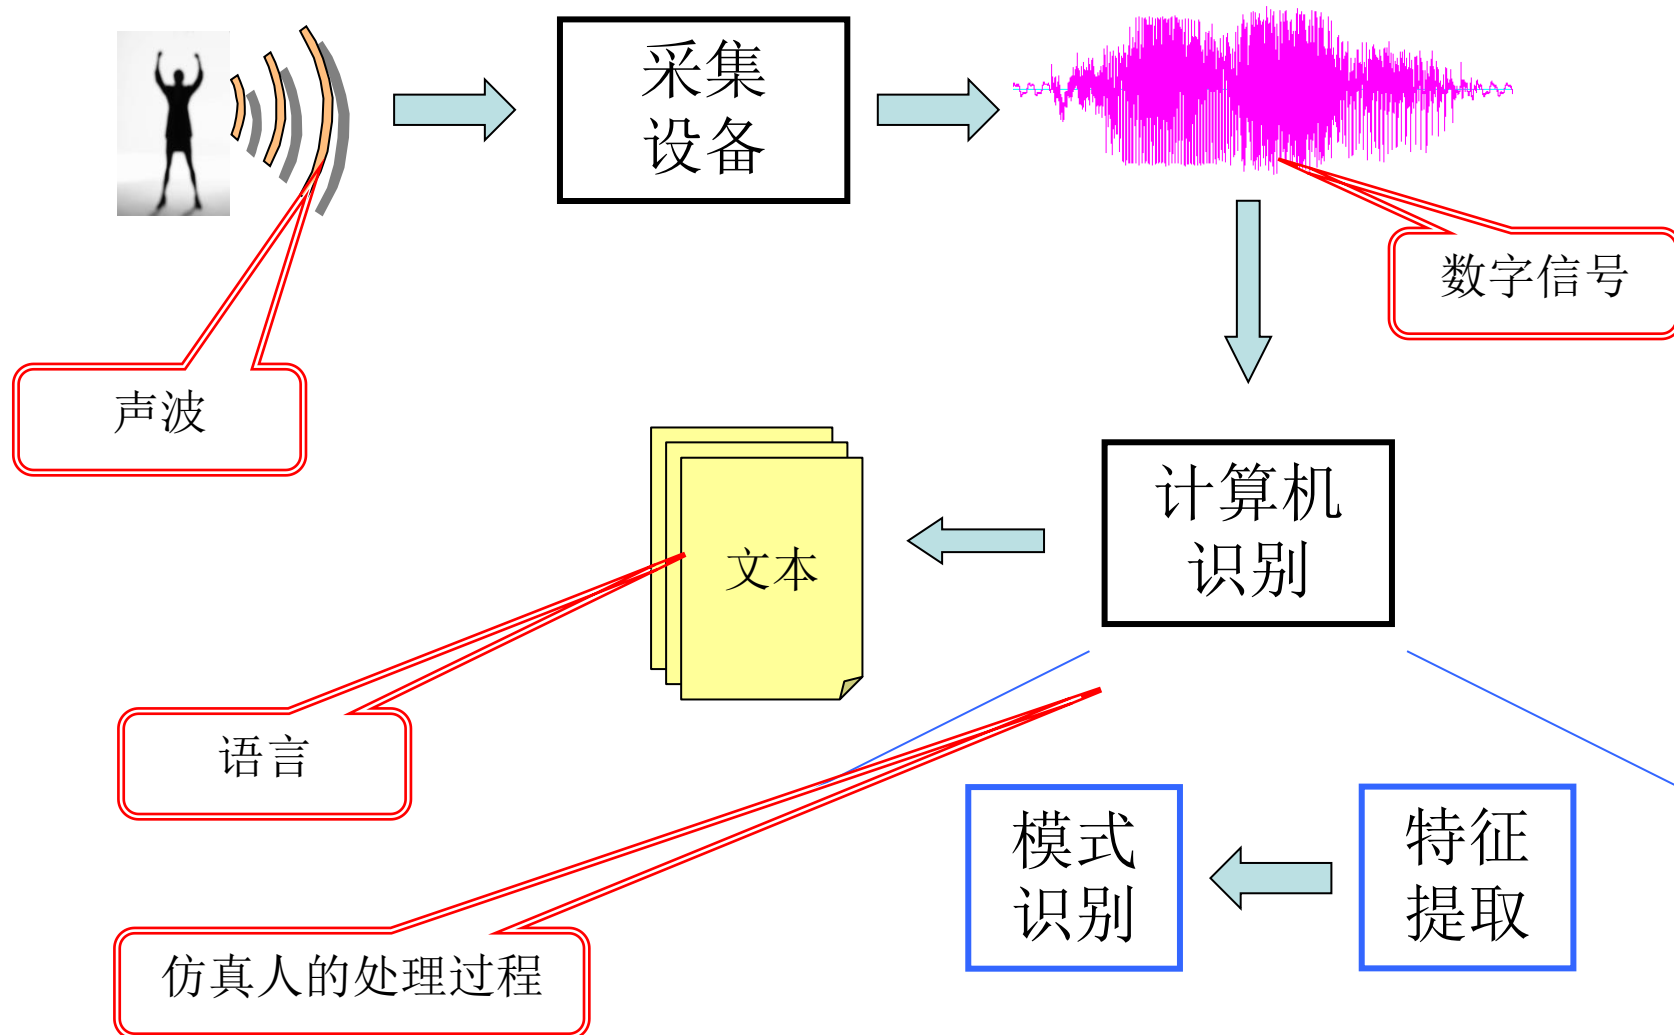 采集
设备
数字信号
声波
计算机
识别
文本
语言
模式
识别
特征
提取
仿真人的处理过程